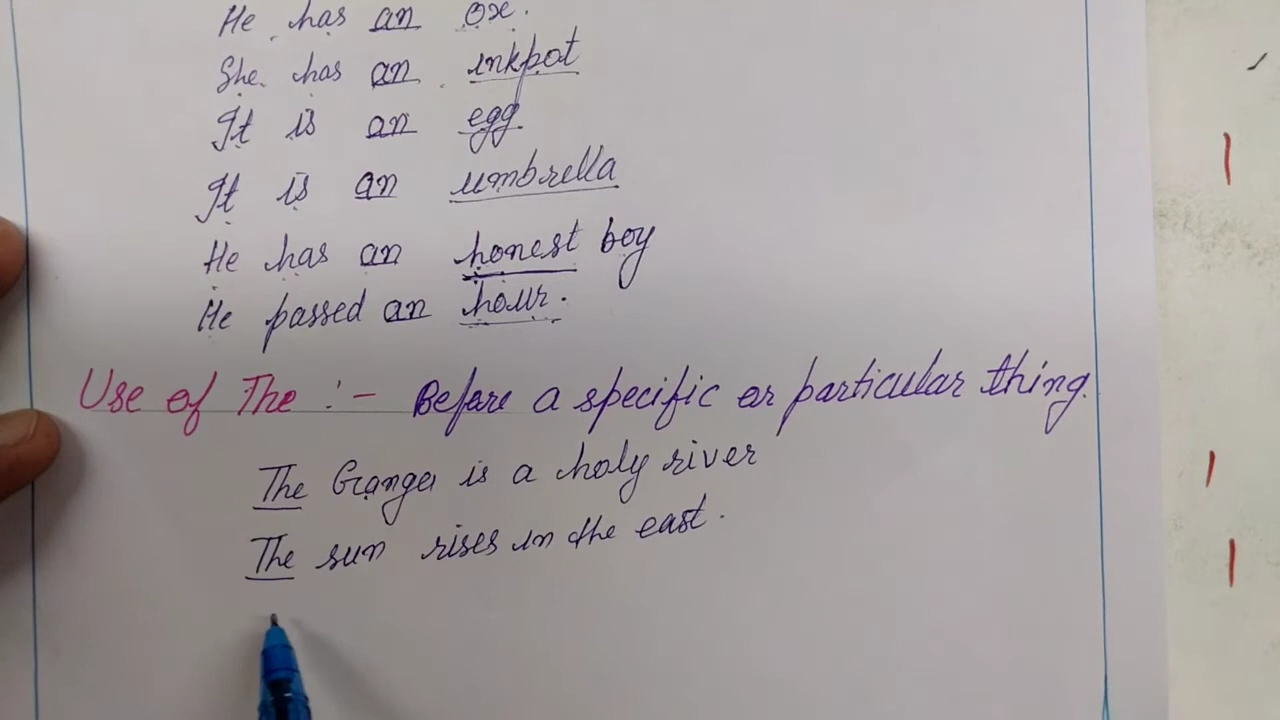 He has an ox.
She has an inkpot
It is an egg.
It is an umbrella
He has an honest boy
He passed an hour.
Use of The :- Before a specific or particular thing.
The Ganges is a holy river
The sun rises in the east.